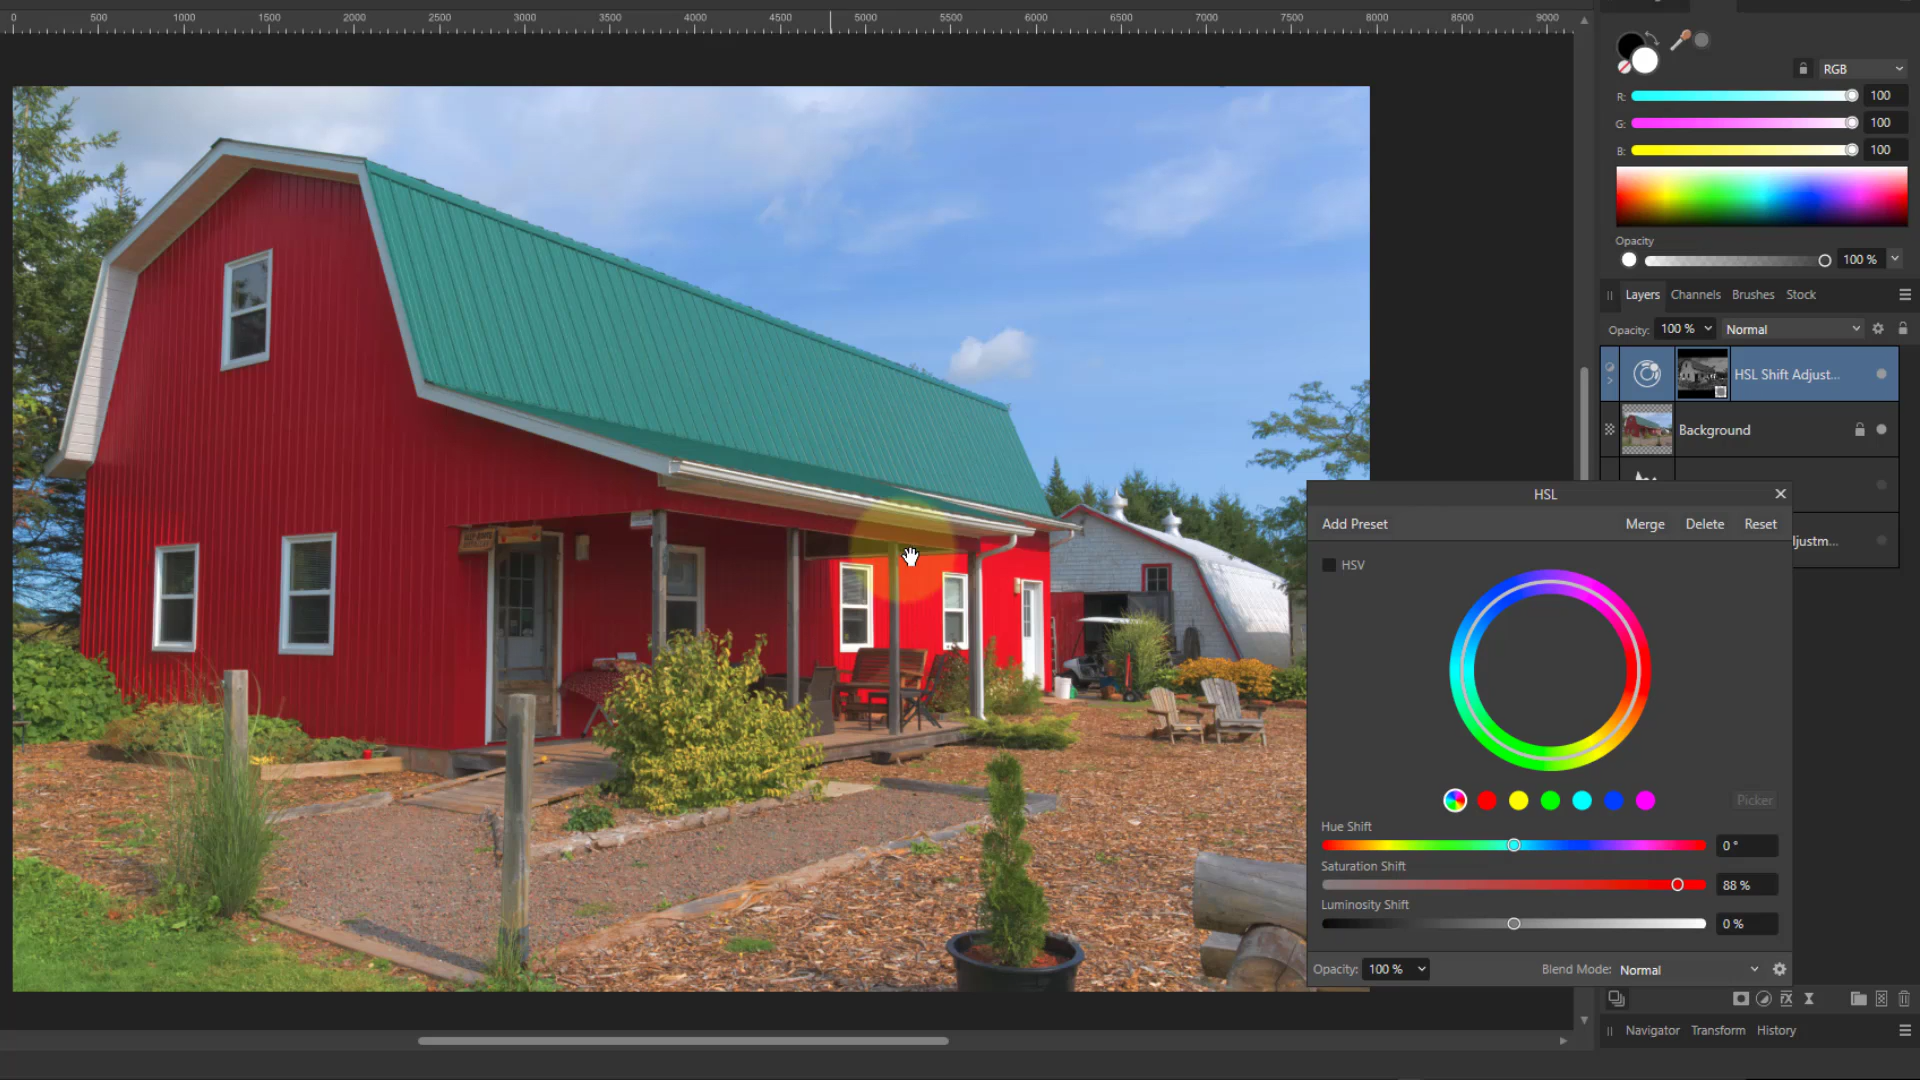 0 500 1000 1500 2000 2500 3000 3500 4000 4500 5000 5500 6000 6500 7000 7500 8000 8500 9000
RGB
R: 100
G: 100
B: 100
Opacity
100 %
Layers Channels Brushes Stock
Opacity: 100 % Normal
HSL Shift Adjust...
Background
HSL
Add Preset Merge Delete Reset
justm...
HSV
Picker
Hue Shift
0 °
Saturation Shift
88 %
Luminosity Shift
0 %
Opacity: 100 % Blend Mode: Normal
Navigator Transform History